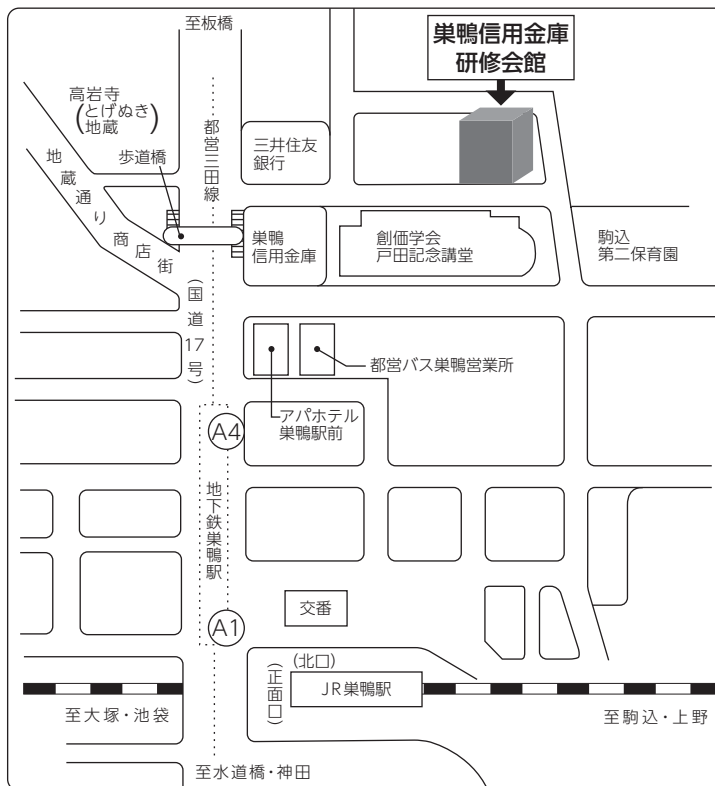 至板橋
巣鴨信用金庫
研修会館
高岩寺
(とげぬき
地蔵)
都営三田線
三井住友
銀行
歩道橋
地蔵通り商店街
巣鴨
信用金庫
創価学会
戸田記念講堂
駒込
第二保育園
(国道17号)
都営バス巣鴨営業所
アパホテル
巣鴨駅前
A4
地下鉄巣鴨駅
交番
A1
(北口)
(正面口)
JR巣鴨駅
至大塚・池袋
至駒込・上野
至水道橋・神田